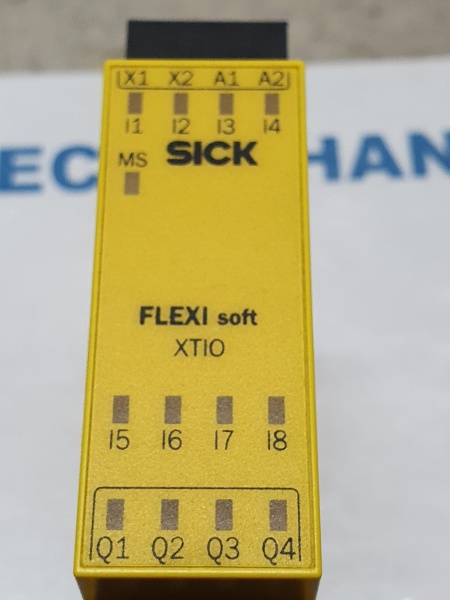 X1 X2 A1 A2
I1 I2 I3 I4
MS SICK
FLEXI soft
XTIO
I5 I6 I7 I8
Q1 Q2 Q3 Q4